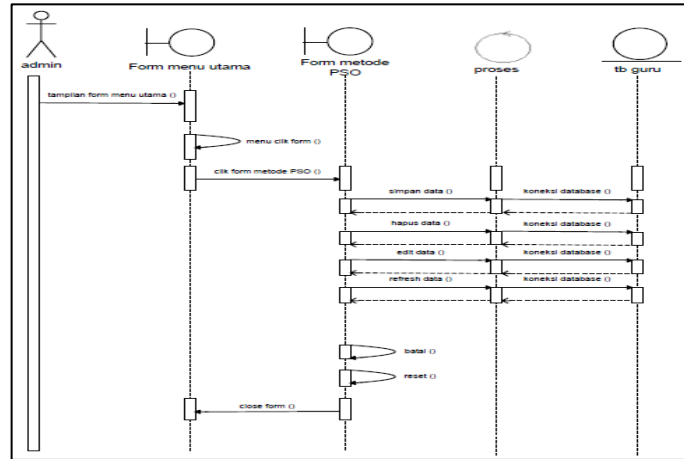 admin
Form menu utama
Form metode
PSO
proses
tb guru
tampilan form menu utama ()
menu clik form ()
clik form metode PSO ()
simpan data ()
koneksi database ()
hapus data ()
koneksi database ()
edit data ()
koneksi database ()
refresh data ()
koneksi database ()
batal ()
reset ()
close form ()